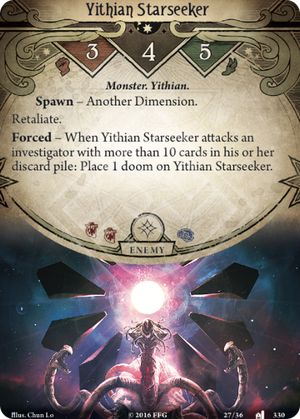 Yithian Starseeker
3 4 5
Monster. Yithian.
Spawn – Another Dimension.
Retaliate.
Forced – When Yithian Starseeker attacks an
investigator with more than 10 cards in his or her
discard pile: Place 1 doom on Yithian Starseeker.
ENEMY
Illus. Chun Lo
© 2016 FFG
27/36
330